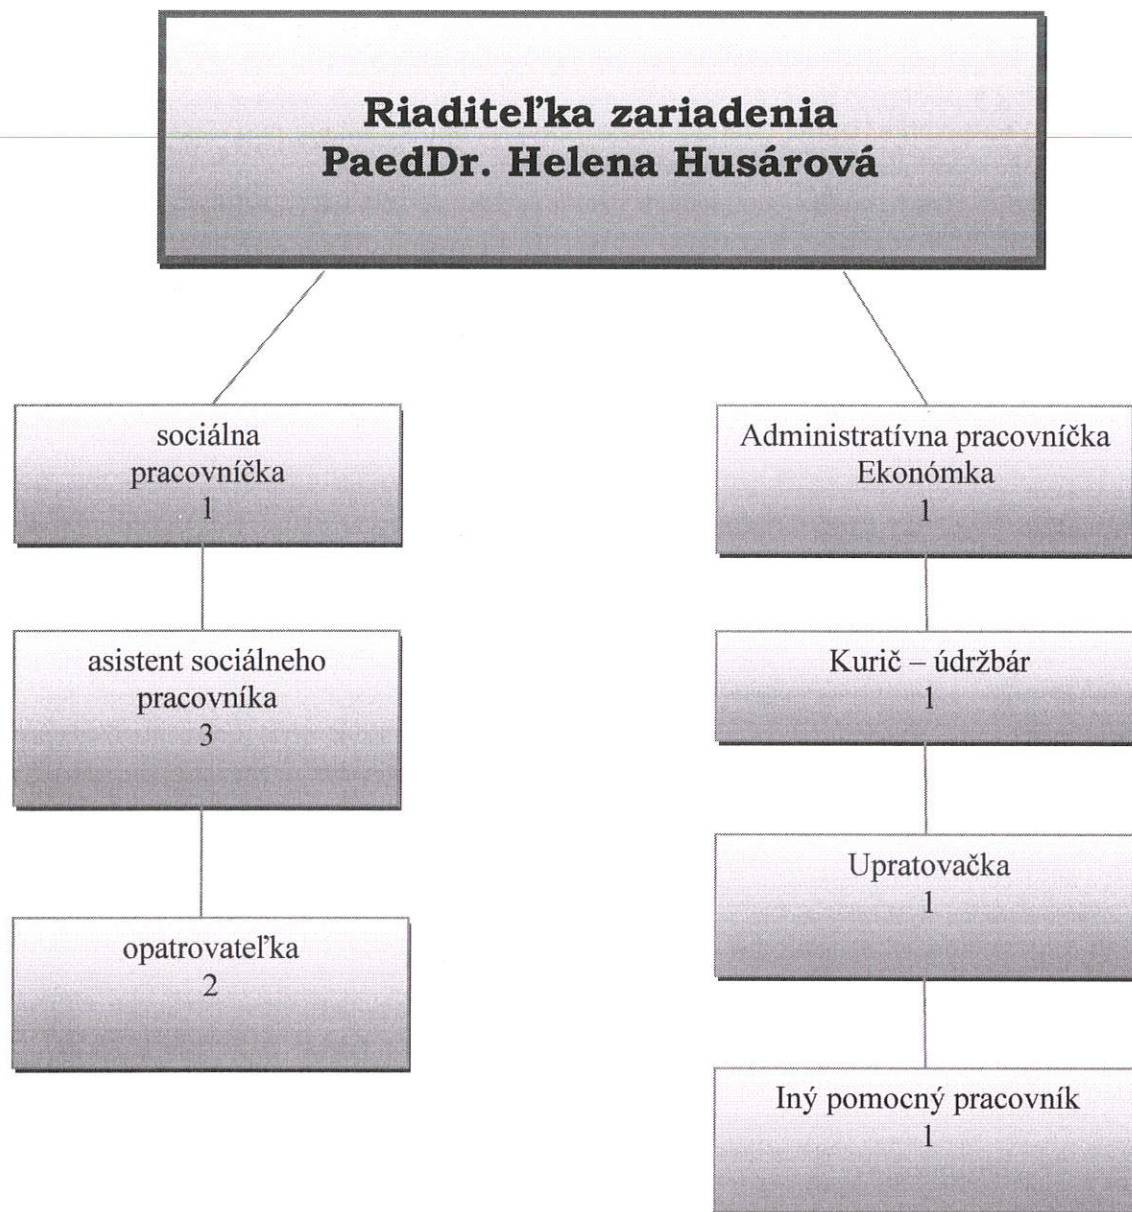 Riaditeľka zariadenia
PaedDr. Helena Husárová
sociálna
pracovníčka
1
asistent sociálneho
pracovníka
3
opatrovateľka
2
Administratívna pracovníčka
Ekonómka
1
Kurič – údržbár
1
Upratovačka
1
Iný pomocný pracovník
1